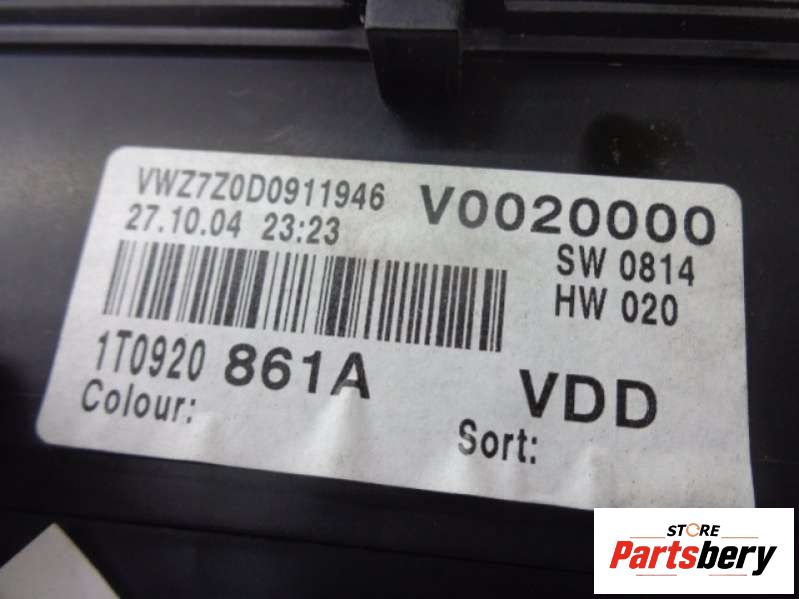 VWZ7Z0D0911946 V0020000
27.10.04 23:23 SW 0814
HW 020
1T0920 861A VDD
Colour: Sort:
STORE
Partsbery